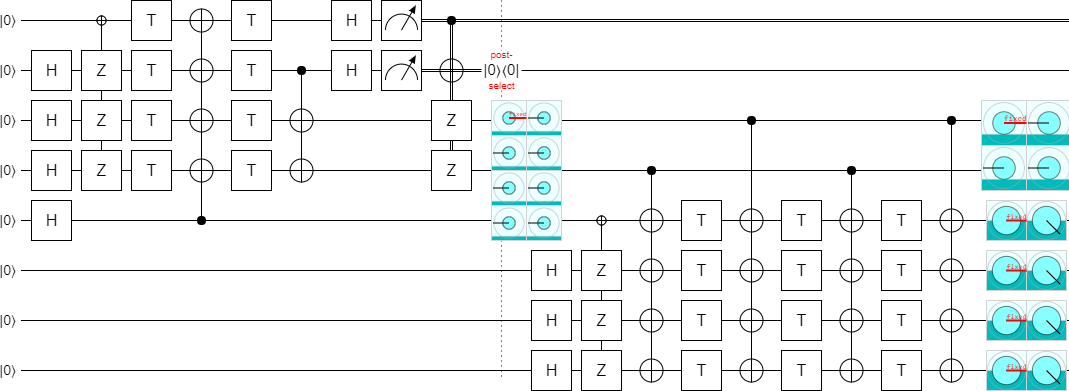 |0⟩ T T H
|0⟩ H Z T T H |0⟩⟨0|
post-
select
|0⟩ H Z T T Z fixed fixed
|0⟩ H Z T T Z
|0⟩ H T T T fixed
|0⟩ H Z T T T fixed
|0⟩ H Z T T T fixed
|0⟩ H Z T T T fixed